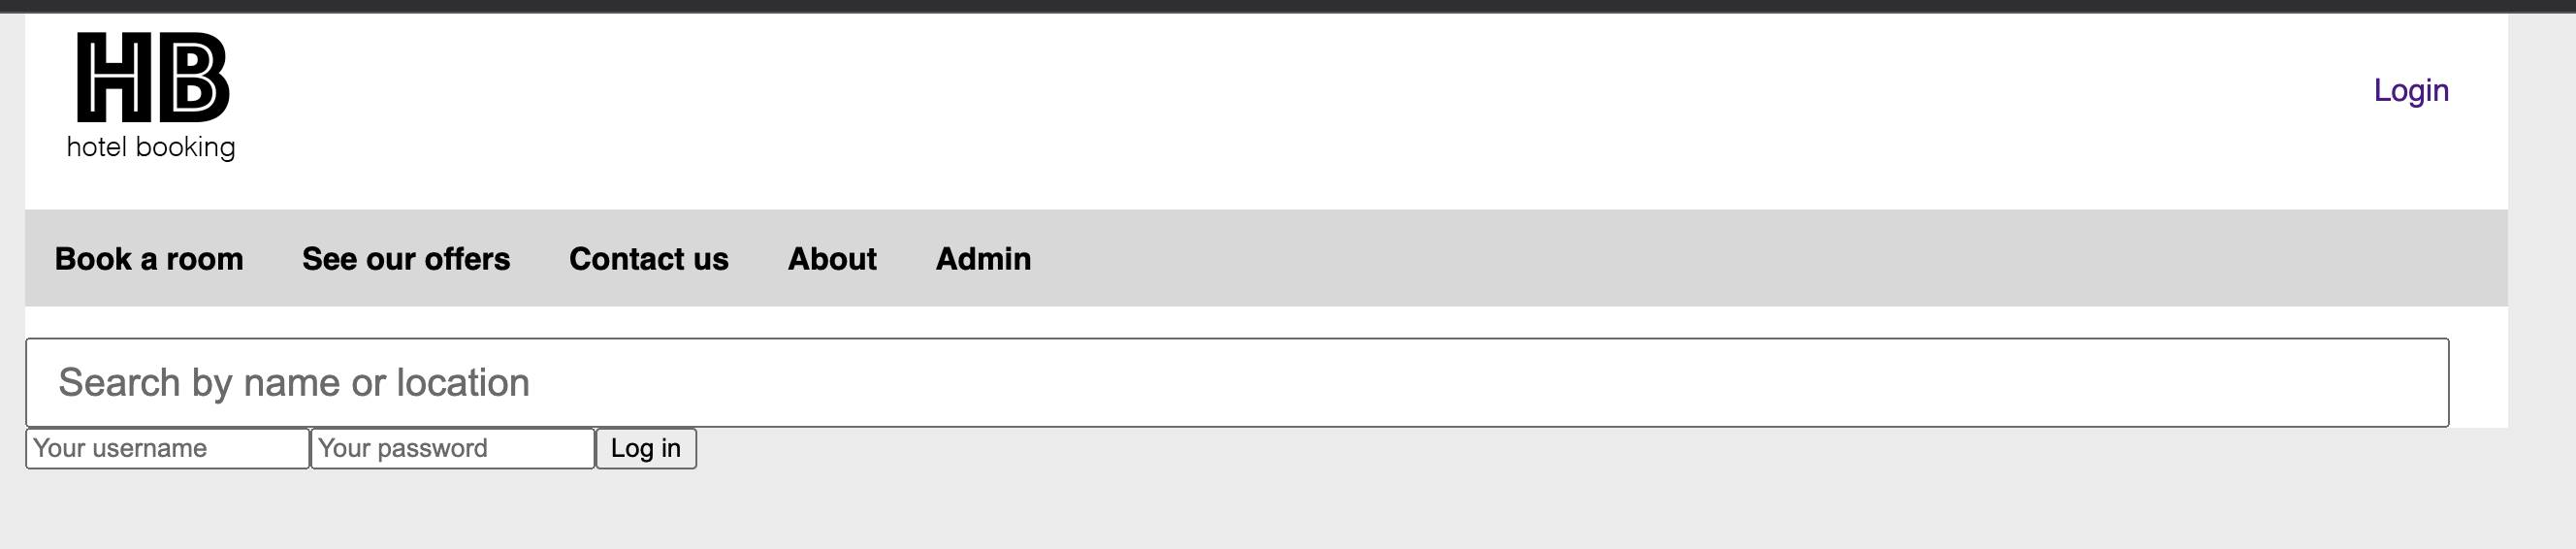 HB
hotel booking
Login
Book a room See our offers Contact us About Admin
Search by name or location
Your username Your password Log in